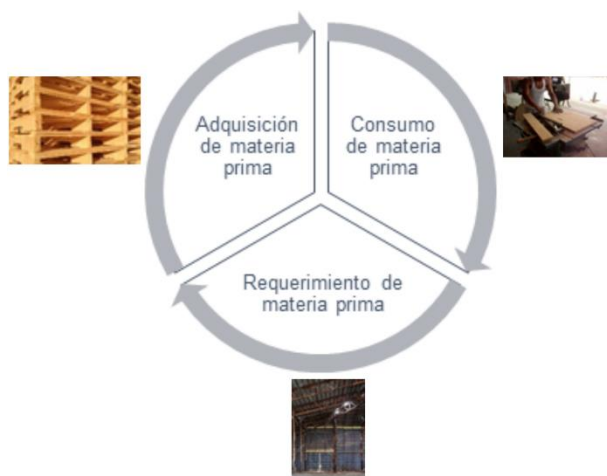 Adquisición
de materia
prima
Consumo
de materia
prima
Requerimiento de
materia prima